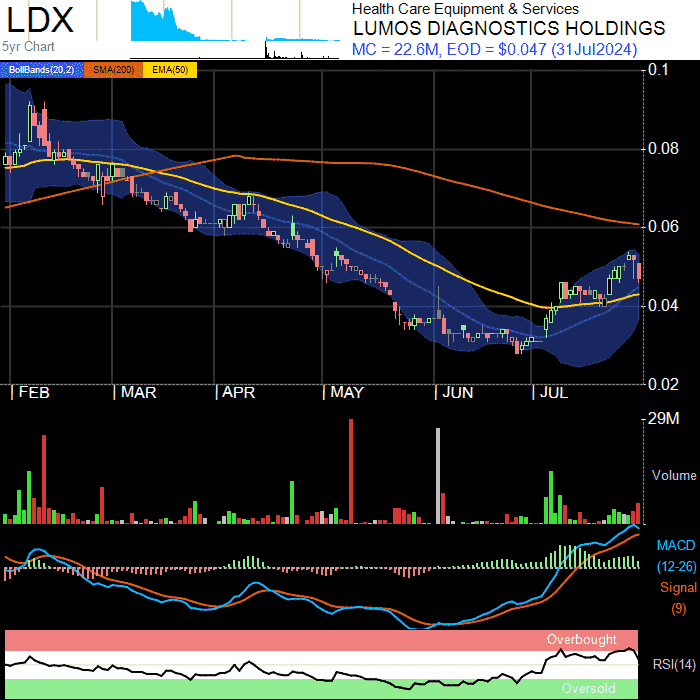 LDX
5yr Chart
Health Care Equipment & Services
LUMOS DIAGNOSTICS HOLDINGS
MC = 22.6M, EOD = $0.047 (31Jul2024)
BollBands(20,2) SMA(200) EMA(50)
0.1
0.08
0.06
0.04
0.02
| FEB | MAR | APR | MAY | JUN | JUL
29M
Volume
MACD
(12-26)
Signal
(9)
Overbought
RSI(14)
Oversold